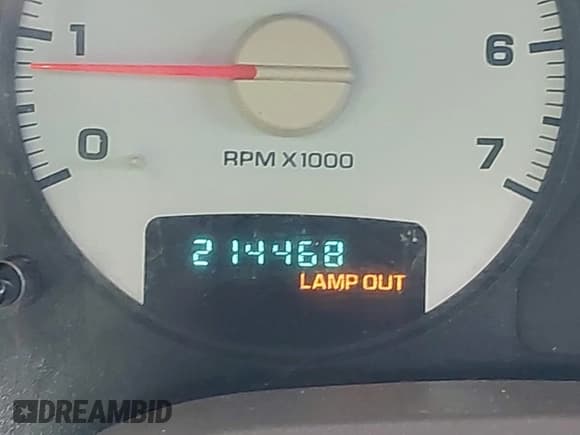 1
6
0
7
RPM X1000
214468
LAMP OUT
DREAMBID